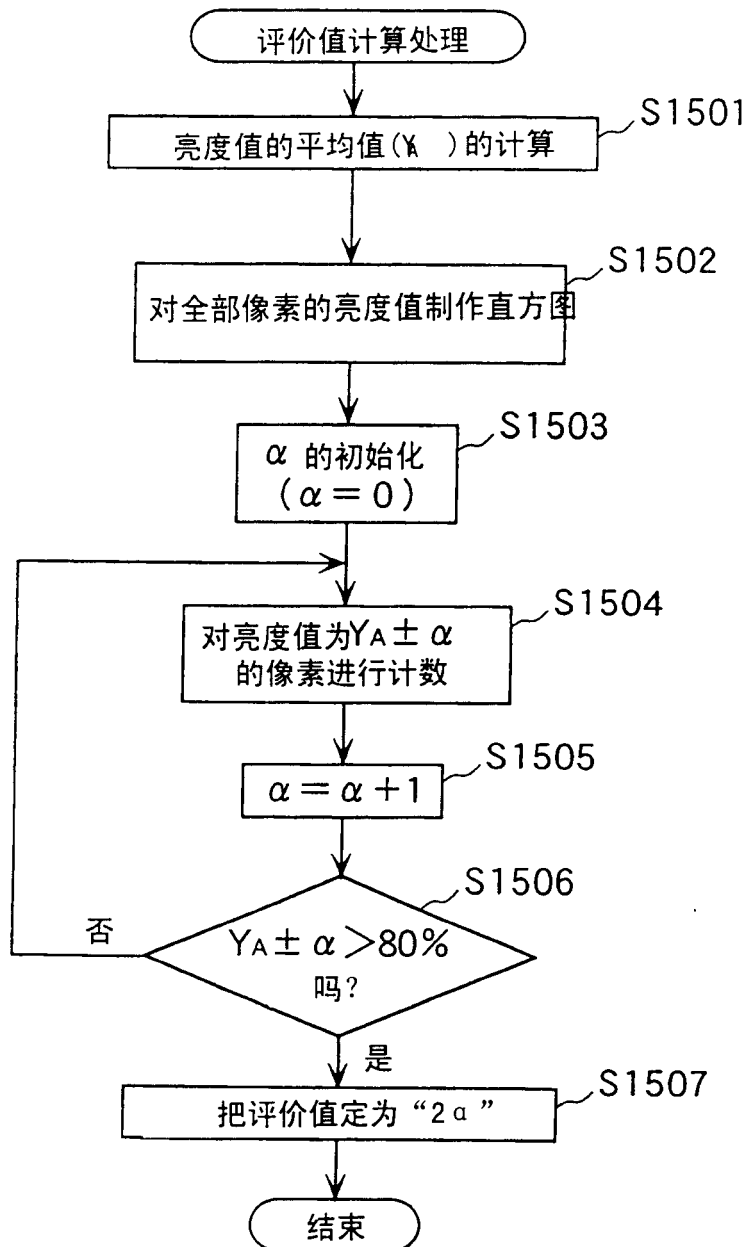 评价值计算处理
S1501
亮度值的平均值(YA )的计算
S1502
对全部像素的亮度值制作直方图
S1503
α 的初始化
(α=0)
S1504
对亮度值为YA±α
的像素进行计数
S1505
α=α+1
S1506
否
YA±α>80%
吗?
是
S1507
把评价值定为“2α”
结束